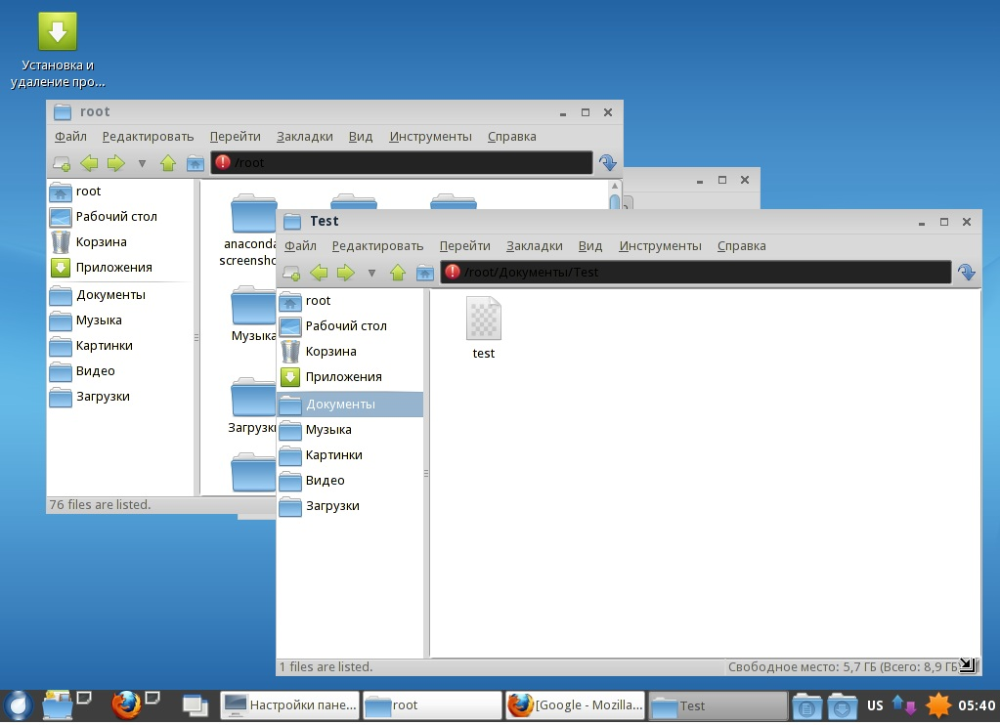 Установка и
удаление про...
root
Файл Редактировать Перейти Закладки Вид Инструменты Справка
/root
root
Рабочий стол
Корзина
Приложения
Документы
Музыка
Картинки
Видео
Загрузки
anaconda
screensho
Музыка
Загрузки
76 files are listed.
Test
Файл Редактировать Перейти Закладки Вид Инструменты Справка
/root/Документы/Test
root
Рабочий стол
Корзина
Приложения
Документы
Музыка
Картинки
Видео
Загрузки
test
1 files are listed.
Свободное место: 5,7 ГБ (Всего: 8,9 ГБ
Настройки пане...
root
[Google - Mozilla...
Test
US
05:40